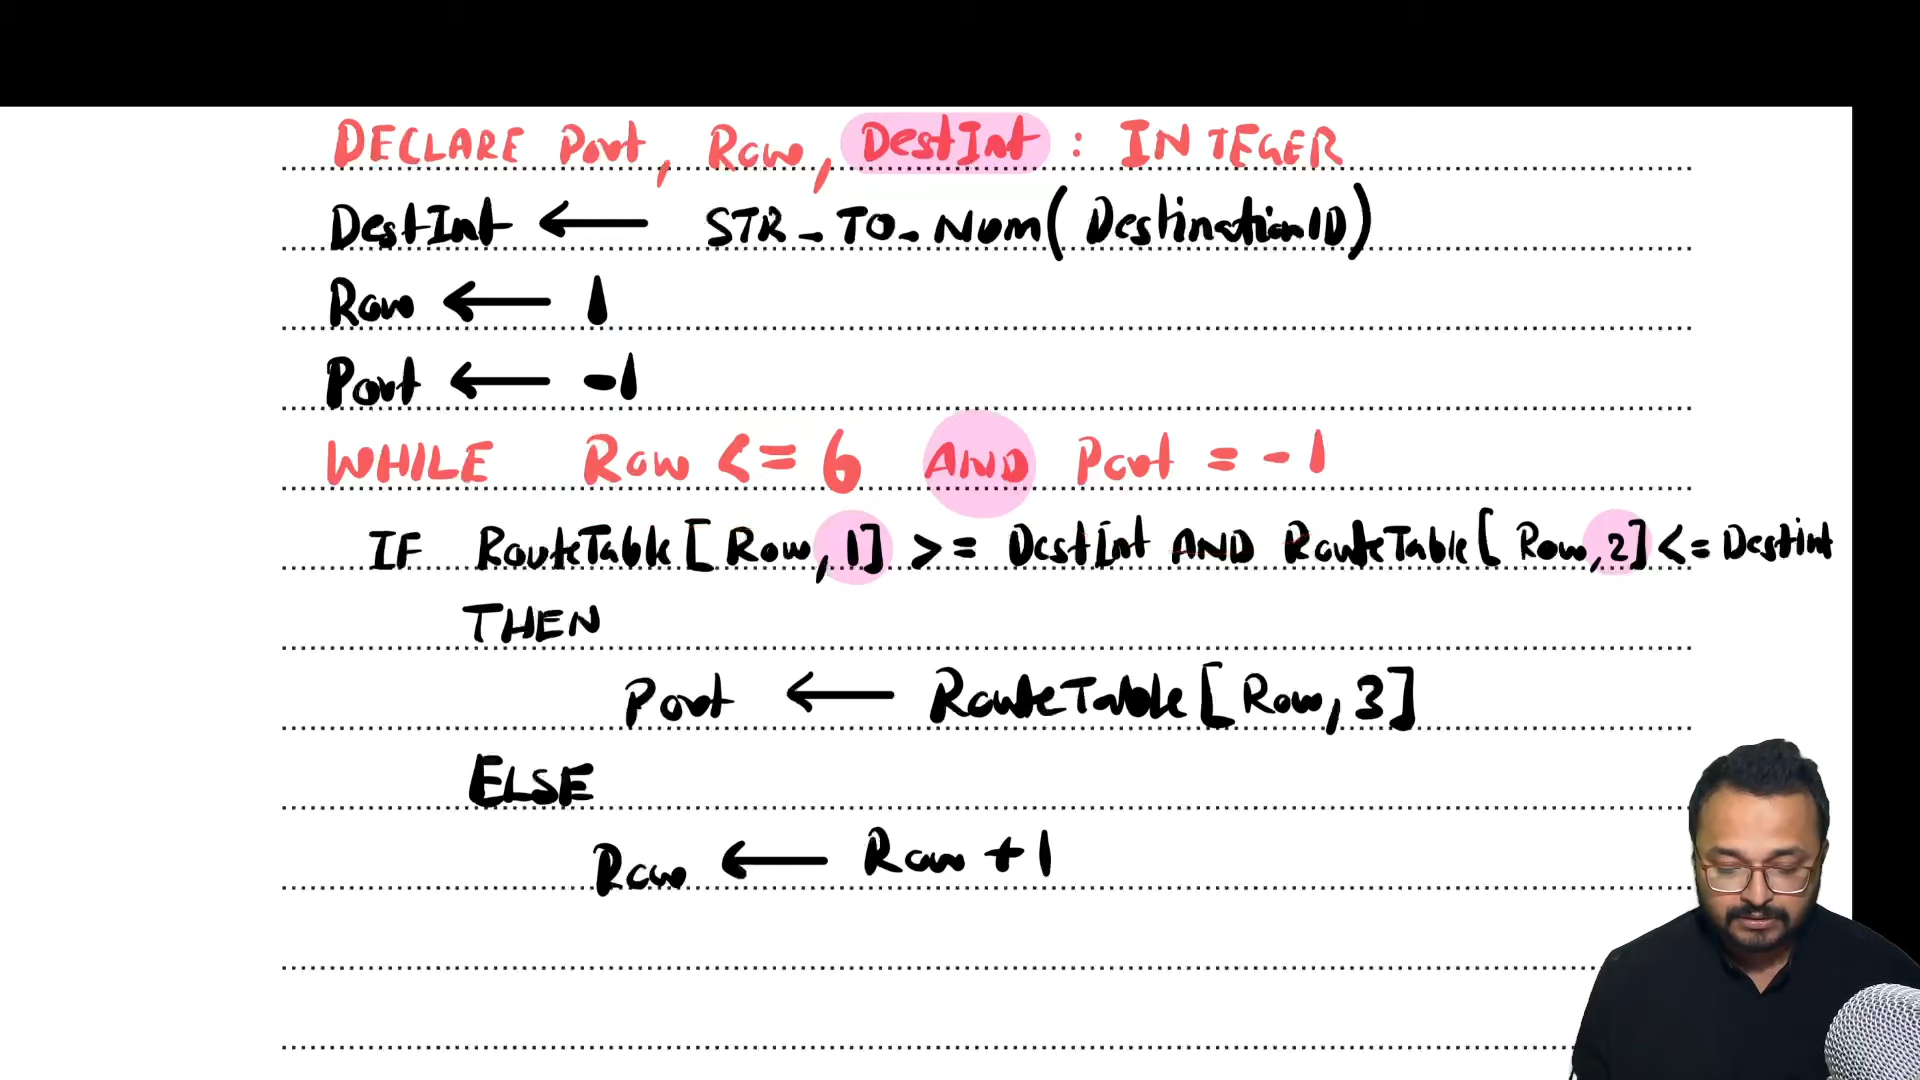 DECLARE Port, Row, DestInt : INTEGER
DestInt ← STR_TO_NUM( DestinationID)
Row ← 1
Port ← -1
WHILE Row <= 6 AND Port = -1
IF RouteTable[ Row, 1] >= DestInt AND RouteTable[ Row, 2] <= DestInt
THEN
Port ← RouteTable[ Row, 3]
ELSE
Row ← Row + 1